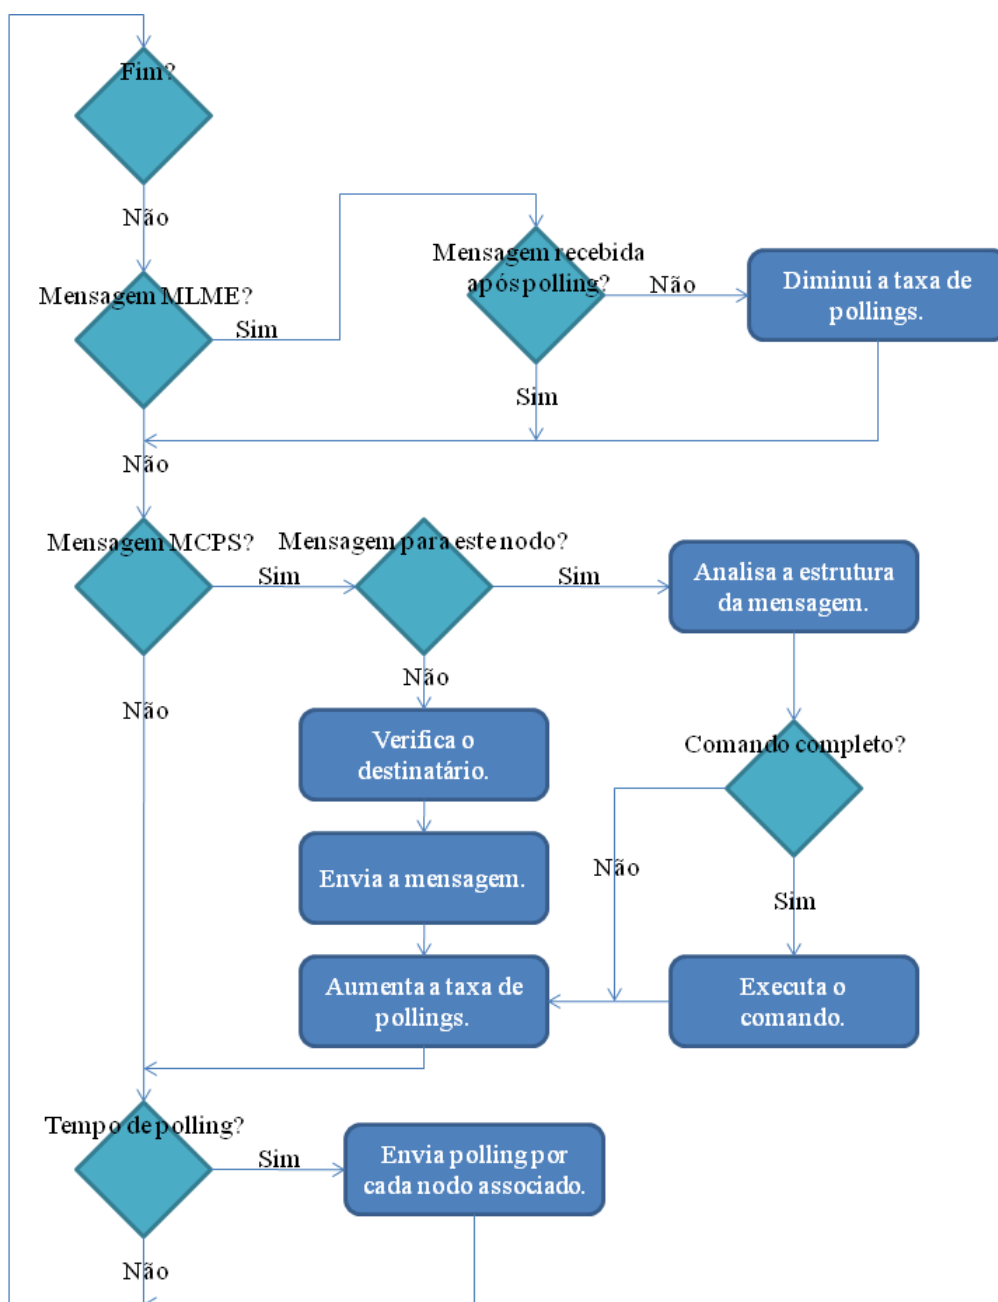 Fim?
Não
Mensagem MLME?
Sim
Mensagem recebida
após polling?
Não
Diminui a taxa de
pollings.
Sim
Não
Mensagem MCPS?
Sim
Mensagem para este nodo?
Sim
Analisa a estrutura
da mensagem.
Não
Não
Verifica o
destinatário.
Comando completo?
Envia a mensagem.
Não
Sim
Aumenta a taxa de
pollings.
Executa o
comando.
Tempo de polling?
Sim
Envia polling por
cada nodo associado.
Não